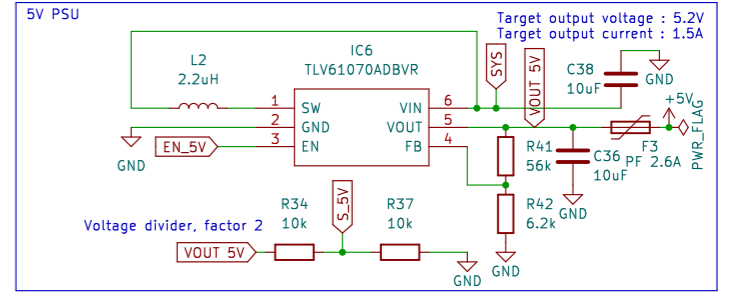 5V PSU
Target output voltage : 5.2V
Target output current : 1.5A
L2
2.2uH
IC6
TLV61070ADBVR
SYS
VOUT 5V
C38
10uF
GND
+5V
PWR_FLAG
1
SW
VIN
6
2
GND
VOUT
5
3
EN
FB
4
GND
EN_5V
R41
56k
C36
10uF
F3
PF 2.6A
R42
6.2k
GND
GND
Voltage divider, factor 2
R34
10k
S_5V
R37
10k
VOUT 5V
GND